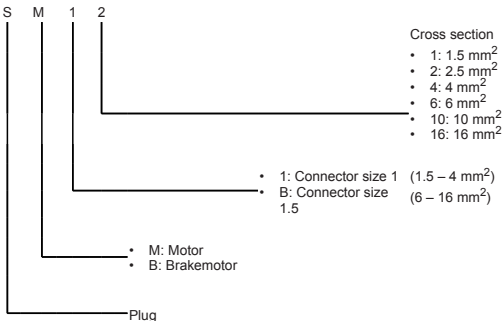 S M 1 2
Cross section
• 1: 1.5 mm²
• 2: 2.5 mm²
• 4: 4 mm²
• 6: 6 mm²
• 10: 10 mm²
• 16: 16 mm²
• 1: Connector size 1 (1.5 – 4 mm²)
• B: Connector size (6 – 16 mm²)
1.5
• M: Motor
• B: Brakemotor
Plug